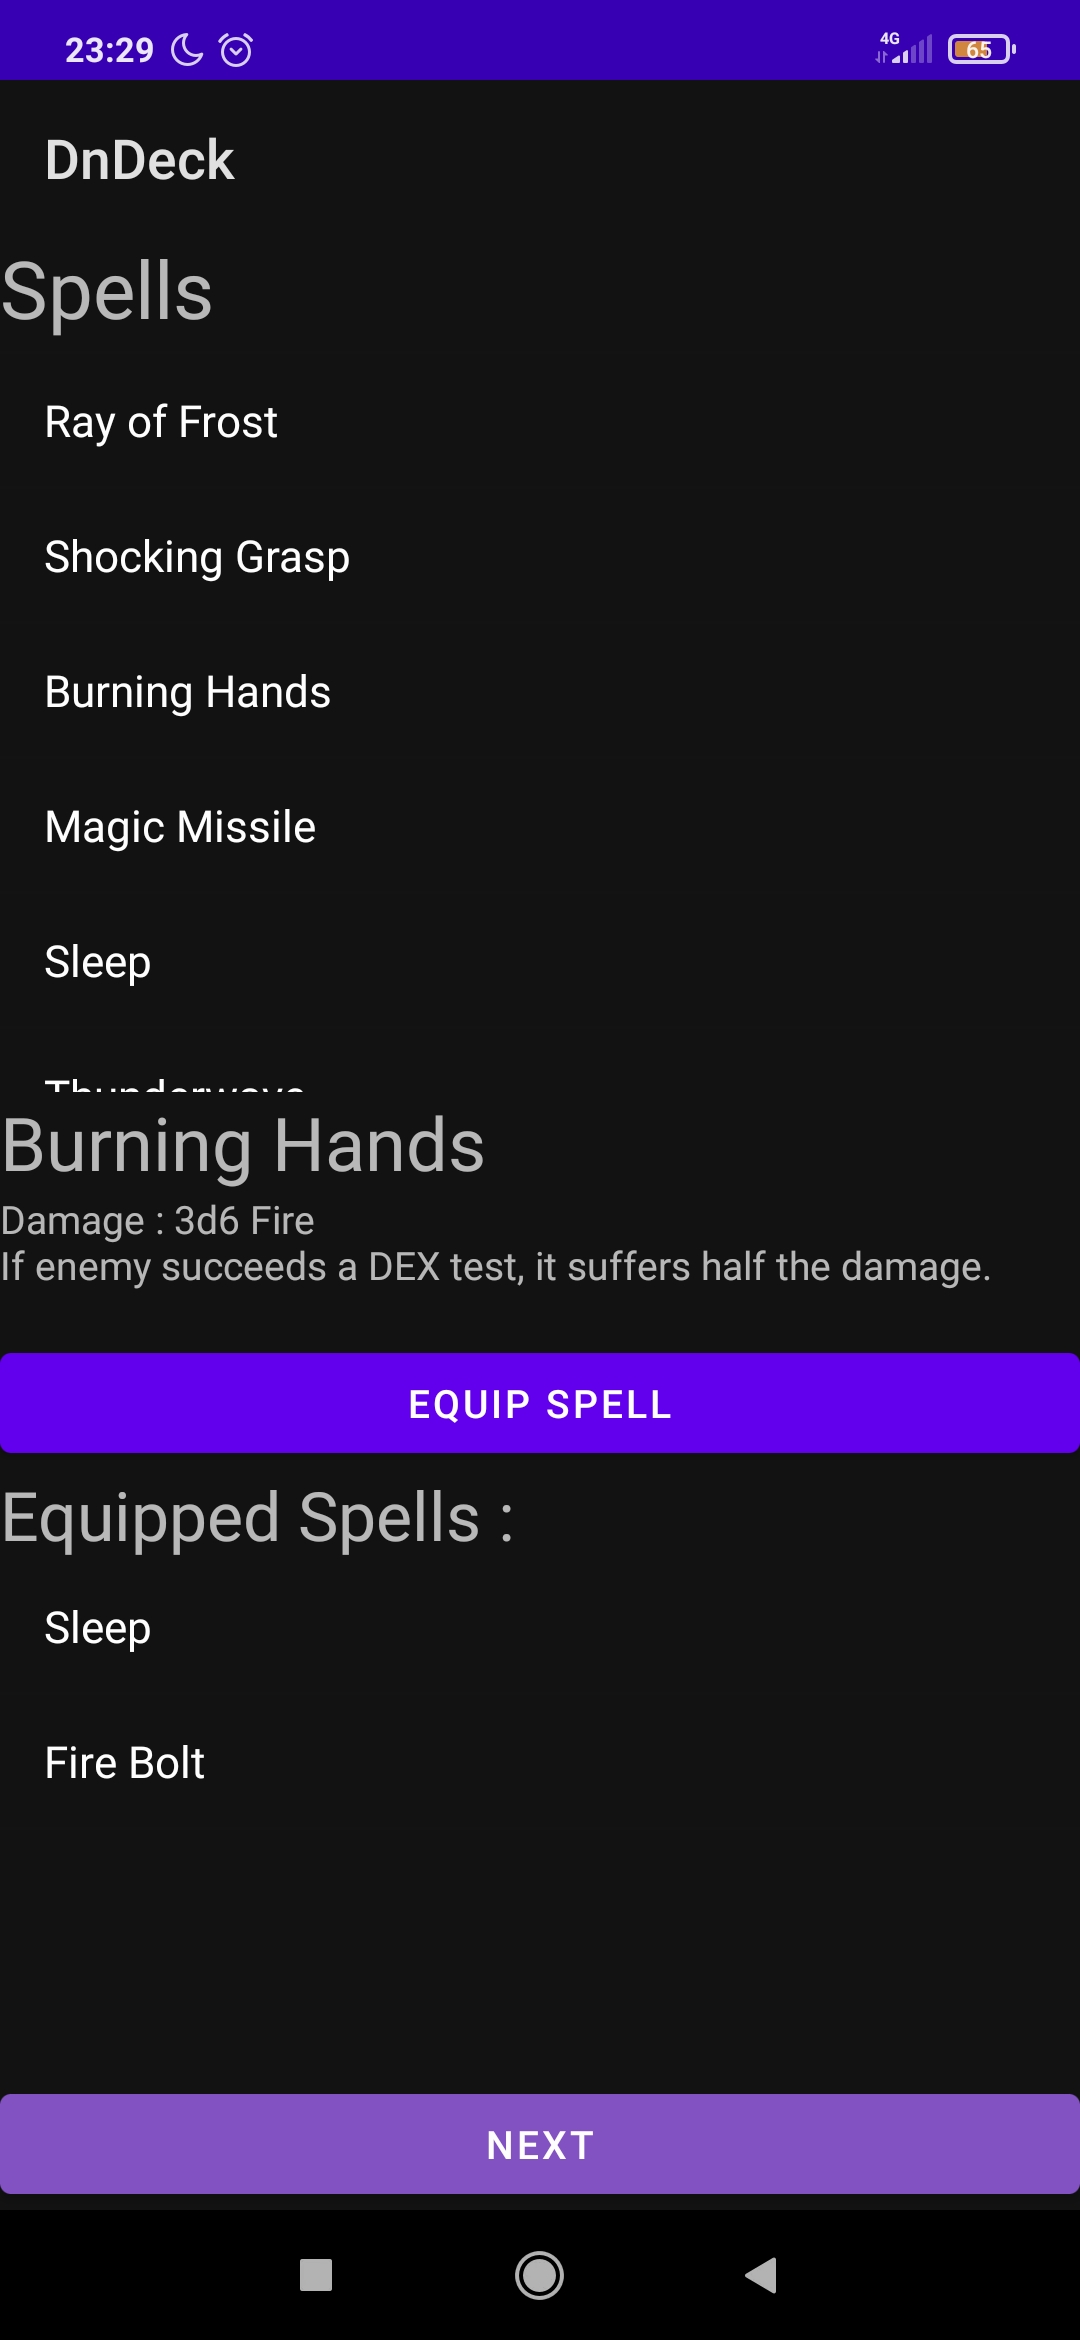 23:29
4G
65
DnDeck
Spells
Ray of Frost
Shocking Grasp
Burning Hands
Magic Missile
Sleep
Thunderwave
Burning Hands
Damage : 3d6 Fire
If enemy succeeds a DEX test, it suffers half the damage.
EQUIP SPELL
Equipped Spells :
Sleep
Fire Bolt
NEXT